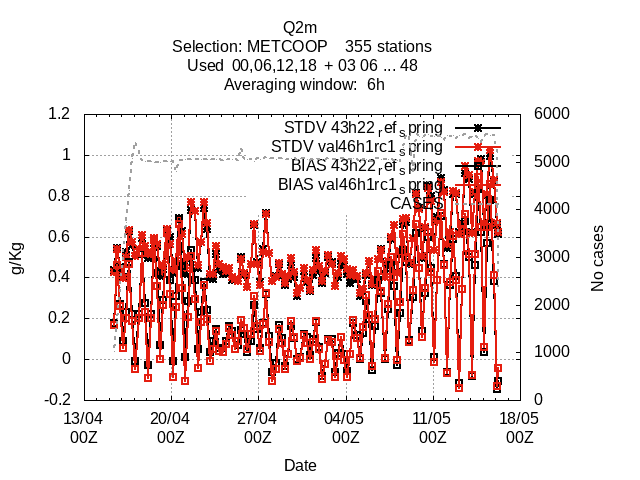 Q2m
Selection: METCOOP 355 stations
Used 00,06,12,18 + 03 06 ... 48
Averaging window: 6h
STDV 43h22_ref_spring
STDV val46h1rc1_spring
BIAS 43h22_ref_spring
BIAS val46h1rc1_spring
CASES
1.2
1
0.8
0.6
0.4
0.2
0
-0.2
g/Kg
6000
5000
4000
3000
2000
1000
0
No cases
13/04 20/04 27/04 04/05 11/05 18/05
00Z 00Z 00Z 00Z 00Z 00Z
Date